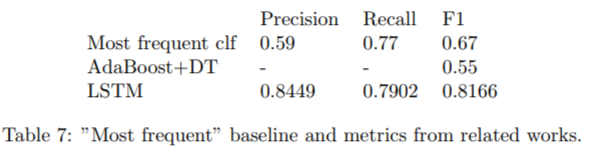 Precision Recall F1
Most frequent clf 0.59 0.77 0.67
AdaBoost+DT - - 0.55
LSTM 0.8449 0.7902 0.8166
Table 7: ”Most frequent” baseline and metrics from related works.